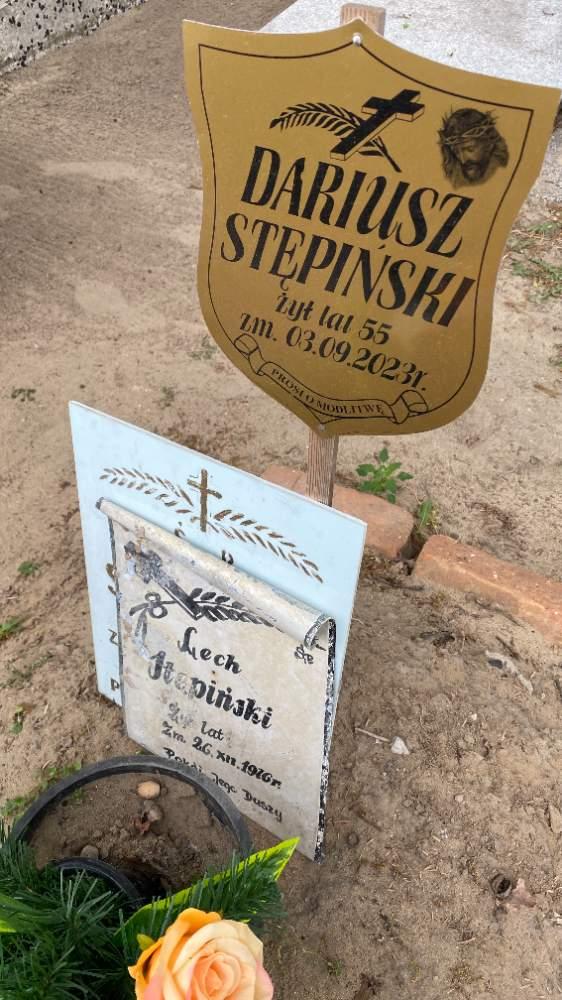 DARIUSZ
STĘPIŃSKI
żył lat 55
zm. 03.09.2023r.
PROSI O MODLITWĘ
Lech
Stępiński
Żył lat
Zm. 26.XII.1976r.
Pokój Jego Duszy